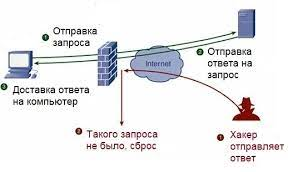 1 Отправка
запроса
2 Отправка
ответа на
запрос
Internet
3 Доставка ответа
на компьютер
2 Такого запроса
не было, сброс
1 Хакер
отправляет
ответ